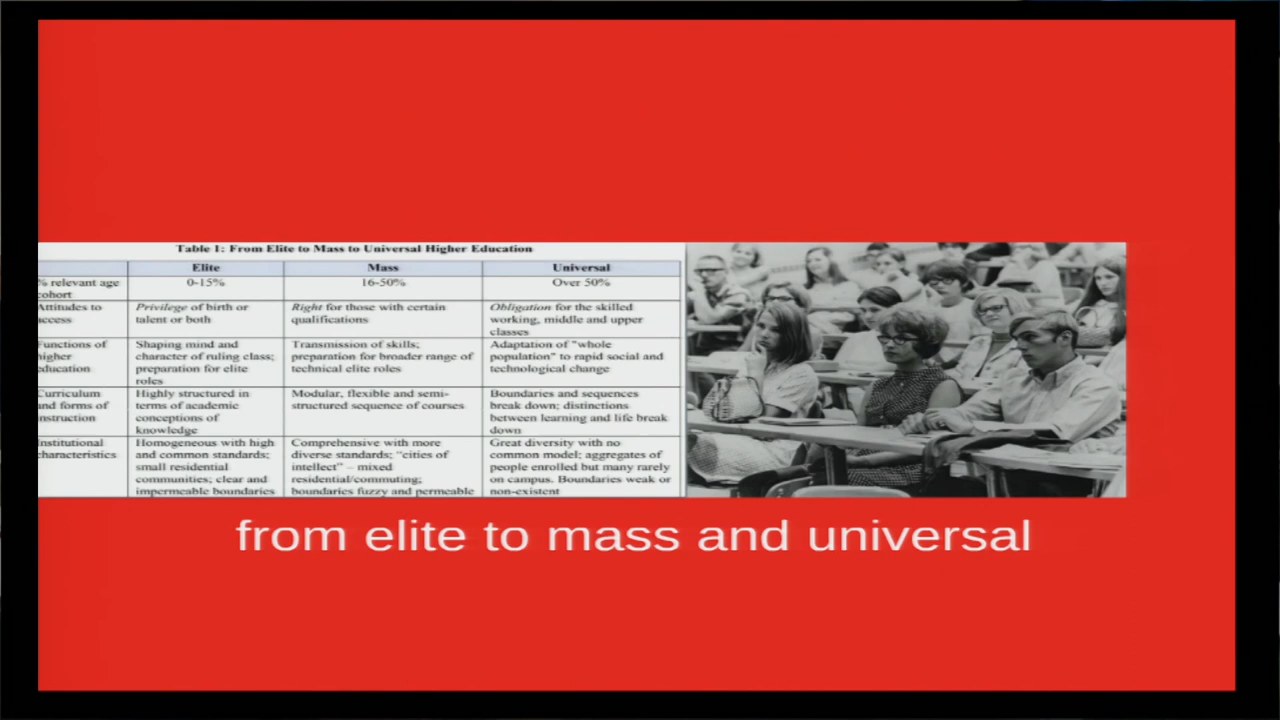 Table 1: From Elite to Mass to Universal Higher Education
Elite Mass Universal
% relevant age
cohort
0-15% 16-50% Over 50%
Attitudes to
access
Privilege of birth or
talent or both
Right for those with certain
qualifications
Obligation for the skilled
working, middle and upper
classes
Functions of
higher
education
Shaping mind and
character of ruling class;
preparation for elite
roles
Transmission of skills;
preparation for broader range of
technical elite roles
Adaptation of "whole
population" to rapid social and
technological change
Curriculum
and forms of
instruction
Highly structured in
terms of academic
conceptions of
knowledge
Modular, flexible and semi-
structured sequence of courses
Boundaries and sequences
break down; distinctions
between learning and life break
down
Institutional
characteristics
Homogeneous with high
and common standards;
small residential
communities; clear and
impermeable boundaries
Comprehensive with more
diverse standards; “cities of
intellect” – mixed
residential/commuting;
boundaries fuzzy and permeable
Great diversity with no
common model; aggregates of
people enrolled but many rarely
on campus. Boundaries weak or
non-existent
from elite to mass and universal